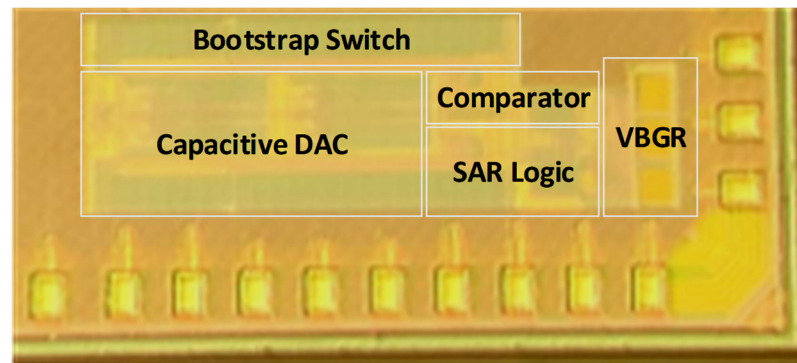 Bootstrap Switch
Capacitive DAC
Comparator
SAR Logic
VBGR